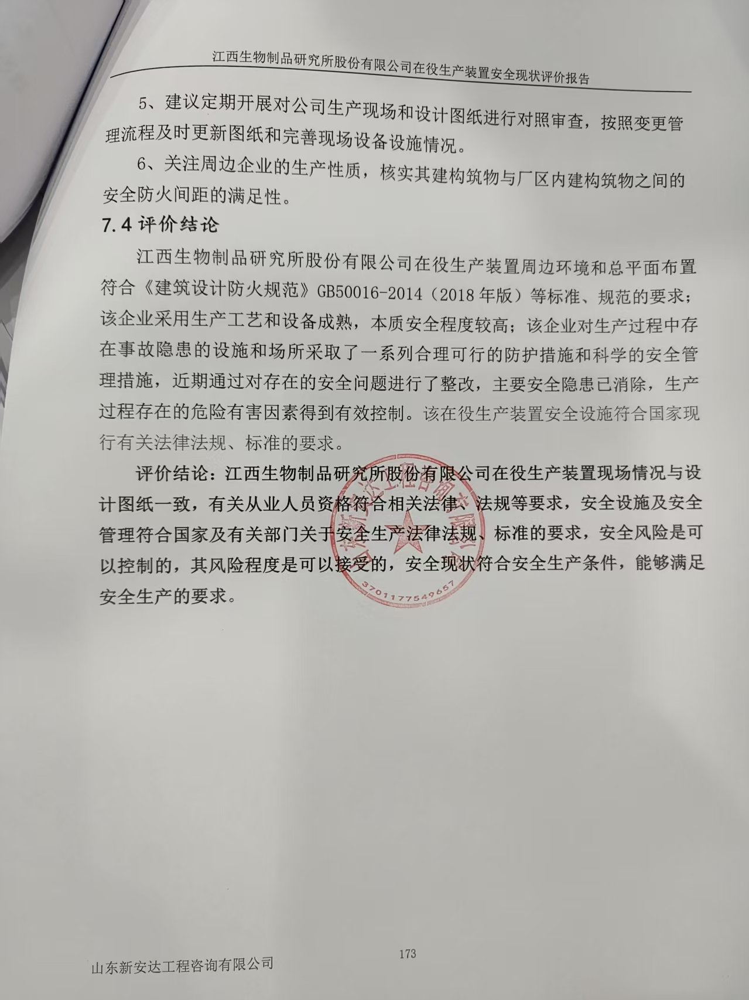 江西生物制品研究所股份有限公司在役生产装置安全现状评价报告
5、建议定期开展对公司生产现场和设计图纸进行对照审查，按照变更管
理流程及时更新图纸和完善现场设备设施情况。
6、关注周边企业的生产性质，核实其建构筑物与厂区内建构筑物之间的
安全防火间距的满足性。
7.4 评价结论
江西生物制品研究所股份有限公司在役生产装置周边环境和总平面布置
符合《建筑设计防火规范》GB50016-2014（2018 年版）等标准、规范的要求；
该企业采用生产工艺和设备成熟，本质安全程度较高；该企业对生产过程中存
在事故隐患的设施和场所采取了一系列合理可行的防护措施和科学的安全管
理措施，近期通过对存在的安全问题进行了整改，主要安全隐患已消除，生产
过程存在的危险有害因素得到有效控制。该在役生产装置安全设施符合国家现
行有关法律法规、标准的要求。
评价结论：江西生物制品研究所股份有限公司在役生产装置现场情况与设
计图纸一致，有关从业人员资格符合相关法律、法规等要求，安全设施及安全
管理符合国家及有关部门关于安全生产法律法规、标准的要求，安全风险是可
以控制的，其风险程度是可以接受的，安全现状符合安全生产条件，能够满足
安全生产的要求。
山东新安达工程咨询有限公司
3701177549657
173
山东新安达工程咨询有限公司